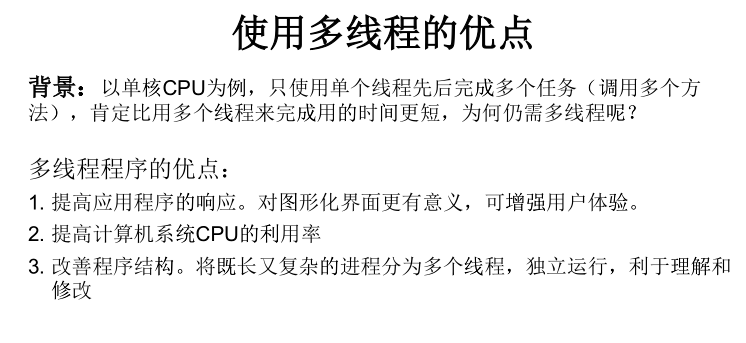 使用多线程的优点
背景：以单核CPU为例，只使用单个线程先后完成多个任务（调用多个方
法），肯定比用多个线程来完成用的时间更短，为何仍需多线程呢？
多线程程序的优点：
1. 提高应用程序的响应。对图形化界面更有意义，可增强用户体验。
2. 提高计算机系统CPU的利用率
3. 改善程序结构。将既长又复杂的进程分为多个线程，独立运行，利于理解和
修改